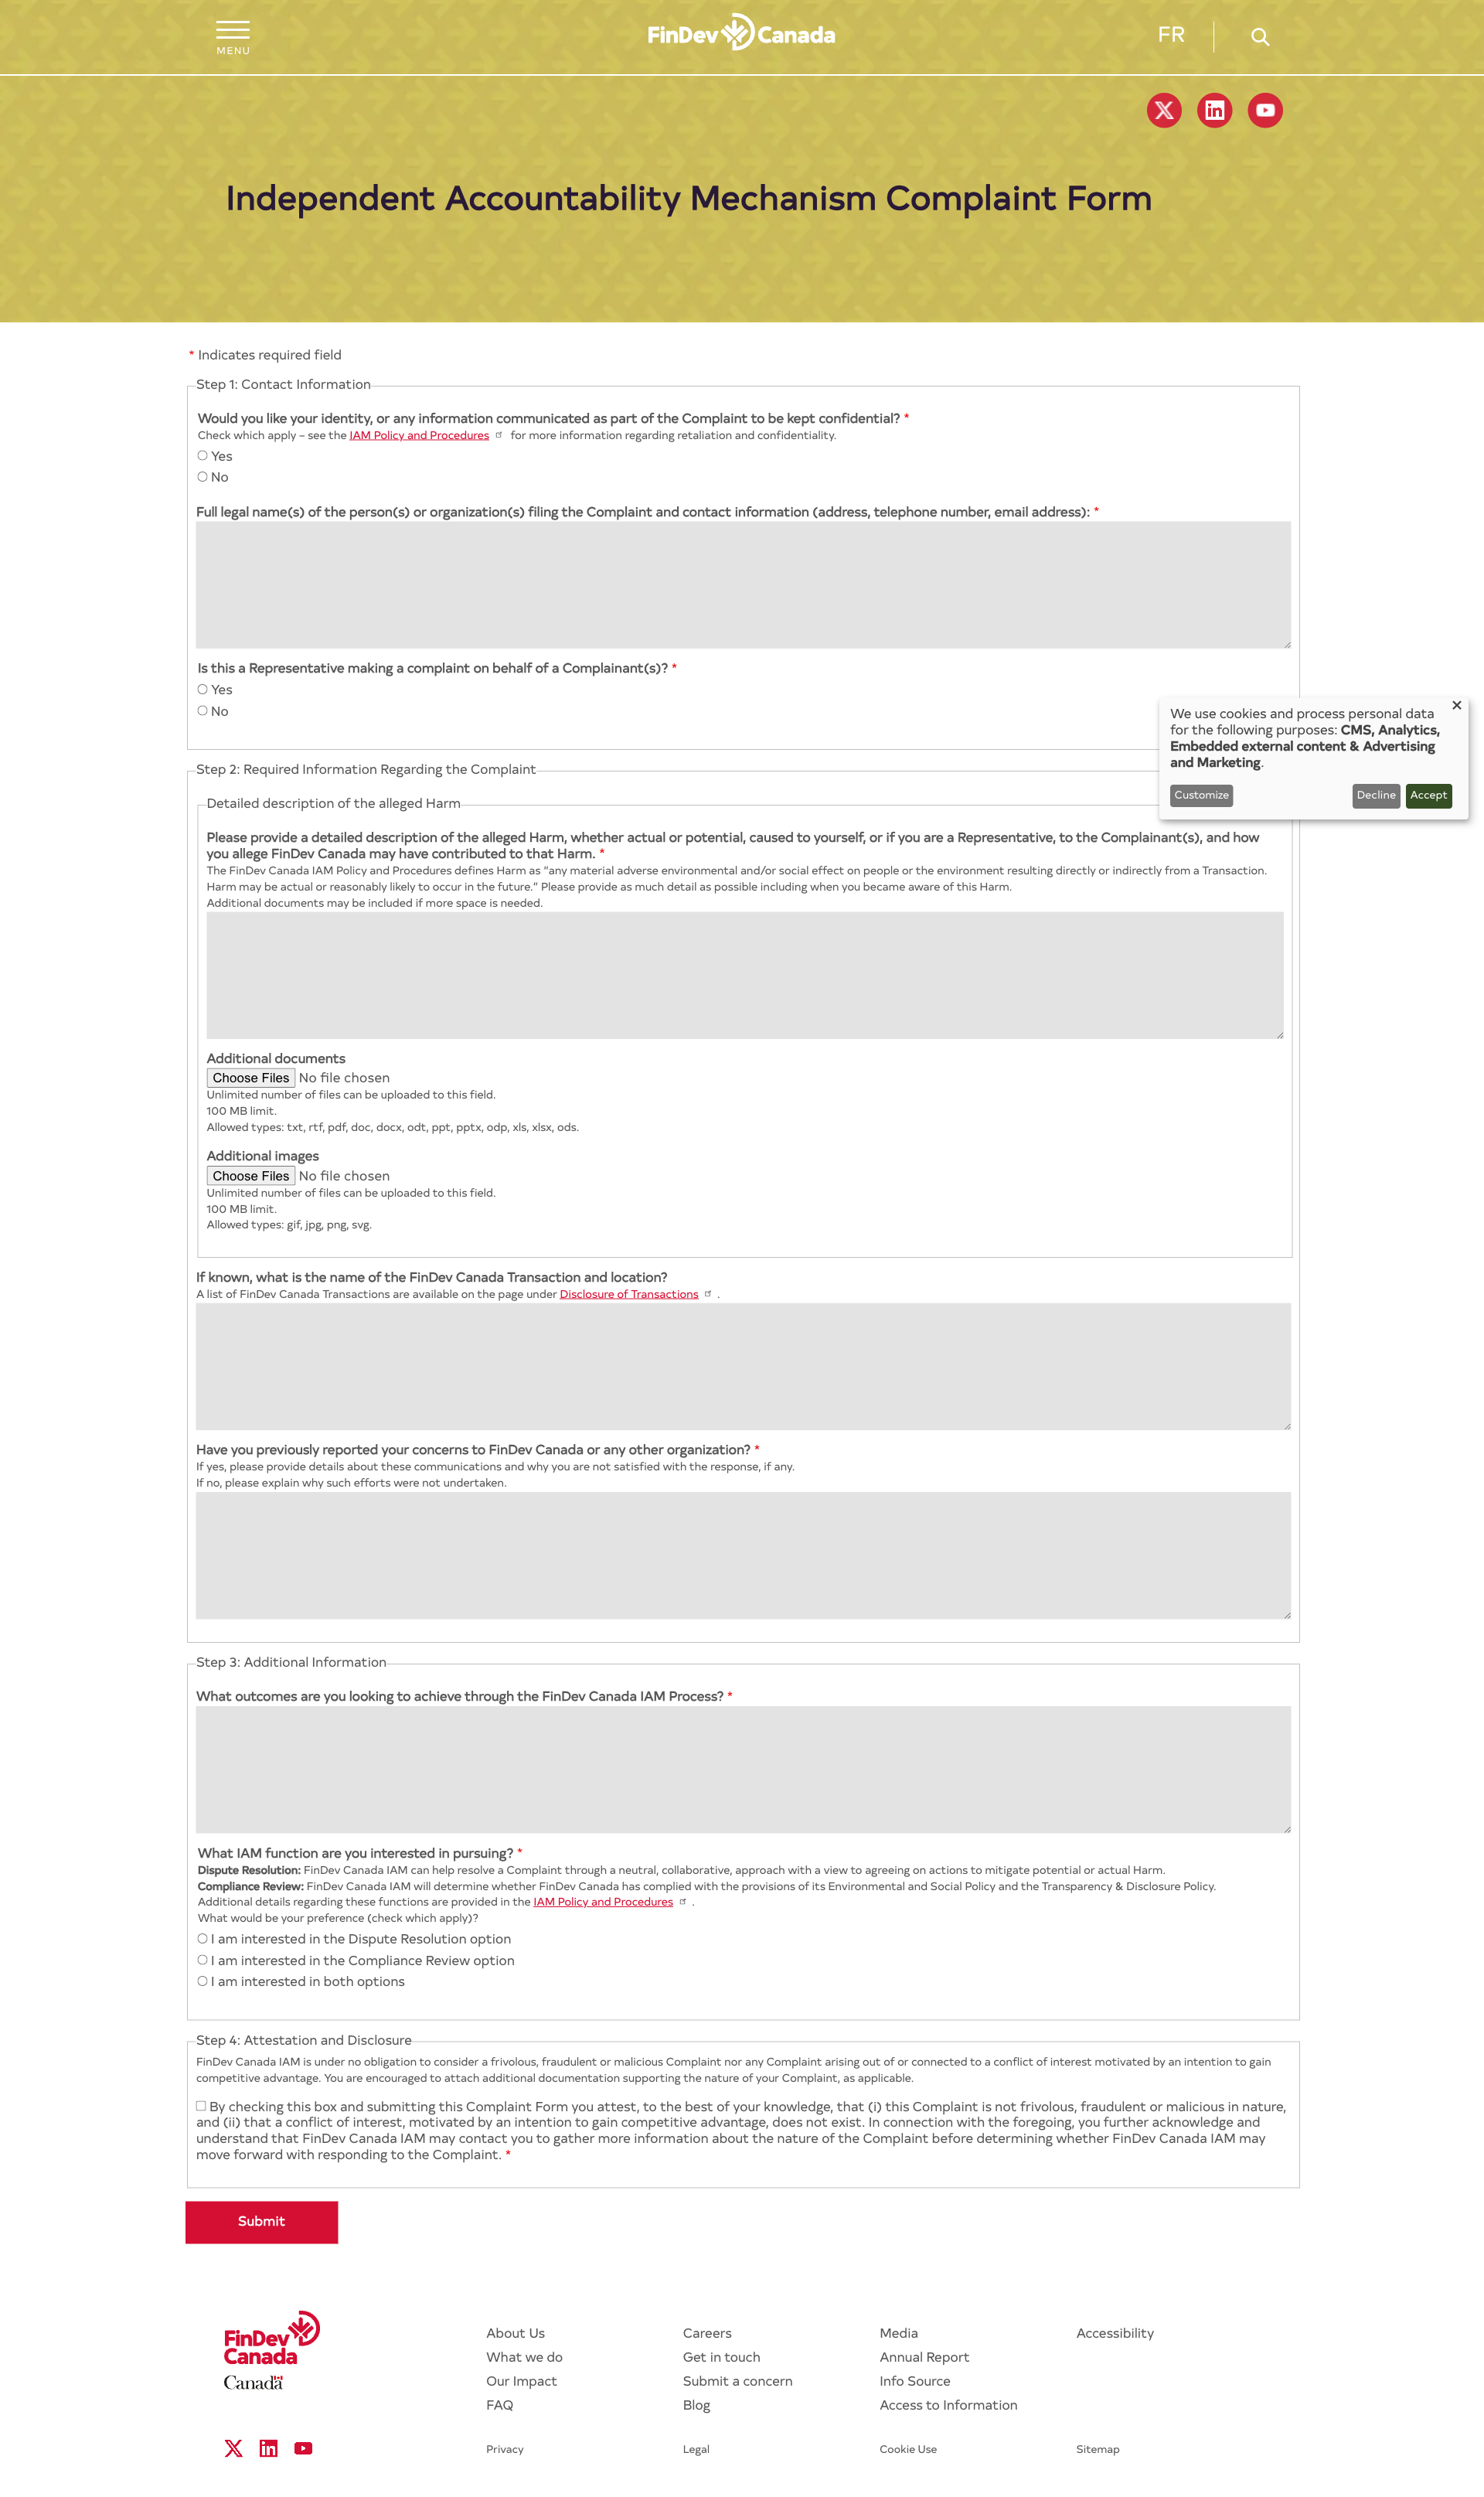 MENU
FinDev Canada
FR
Independent Accountability Mechanism Complaint Form
* Indicates required field
Step 1: Contact Information
Would you like your identity, or any information communicated as part of the Complaint to be kept confidential? *
Check which apply – see the IAM Policy and Procedures for more information regarding retaliation and confidentiality.
Yes
No
Full legal name(s) of the person(s) or organization(s) filing the Complaint and contact information (address, telephone number, email address): *
Is this a Representative making a complaint on behalf of a Complainant(s)? *
Yes
No
We use cookies and process personal data
for the following purposes: CMS, Analytics,
Embedded external content & Advertising
and Marketing.
Customize
Decline
Accept
Step 2: Required Information Regarding the Complaint
Detailed description of the alleged Harm
Please provide a detailed description of the alleged Harm, whether actual or potential, caused to yourself, or if you are a Representative, to the Complainant(s), and how
you allege FinDev Canada may have contributed to that Harm. *
The FinDev Canada IAM Policy and Procedures defines Harm as "any material adverse environmental and/or social effect on people or the environment resulting directly or indirectly from a Transaction.
Harm may be actual or reasonably likely to occur in the future." Please provide as much detail as possible including when you became aware of this Harm.
Additional documents may be included if more space is needed.
Additional documents
Choose Files No file chosen
Unlimited number of files can be uploaded to this field.
100 MB limit.
Allowed types: txt, rtf, pdf, doc, docx, odt, ppt, pptx, odp, xls, xlsx, ods.
Additional images
Choose Files No file chosen
Unlimited number of files can be uploaded to this field.
100 MB limit.
Allowed types: gif, jpg, png, svg.
If known, what is the name of the FinDev Canada Transaction and location?
A list of FinDev Canada Transactions are available on the page under Disclosure of Transactions .
Have you previously reported your concerns to FinDev Canada or any other organization? *
If yes, please provide details about these communications and why you are not satisfied with the response, if any.
If no, please explain why such efforts were not undertaken.
Step 3: Additional Information
What outcomes are you looking to achieve through the FinDev Canada IAM Process? *
What IAM function are you interested in pursuing? *
Dispute Resolution: FinDev Canada IAM can help resolve a Complaint through a neutral, collaborative, approach with a view to agreeing on actions to mitigate potential or actual Harm.
Compliance Review: FinDev Canada IAM will determine whether FinDev Canada has complied with the provisions of its Environmental and Social Policy and the Transparency & Disclosure Policy.
Additional details regarding these functions are provided in the IAM Policy and Procedures .
What would be your preference (check which apply)?
I am interested in the Dispute Resolution option
I am interested in the Compliance Review option
I am interested in both options
Step 4: Attestation and Disclosure
FinDev Canada IAM is under no obligation to consider a frivolous, fraudulent or malicious Complaint nor any Complaint arising out of or connected to a conflict of interest motivated by an intention to gain
competitive advantage. You are encouraged to attach additional documentation supporting the nature of your Complaint, as applicable.
By checking this box and submitting this Complaint Form you attest, to the best of your knowledge, that (i) this Complaint is not frivolous, fraudulent or malicious in nature,
and (ii) that a conflict of interest, motivated by an intention to gain competitive advantage, does not exist. In connection with the foregoing, you further acknowledge and
understand that FinDev Canada IAM may contact you to gather more information about the nature of the Complaint before determining whether FinDev Canada IAM may
move forward with responding to the Complaint. *
Submit
FinDev
Canada
Canada
About Us
What we do
Our Impact
FAQ
Careers
Get in touch
Submit a concern
Blog
Media
Annual Report
Info Source
Access to Information
Accessibility
Privacy
Legal
Cookie Use
Sitemap